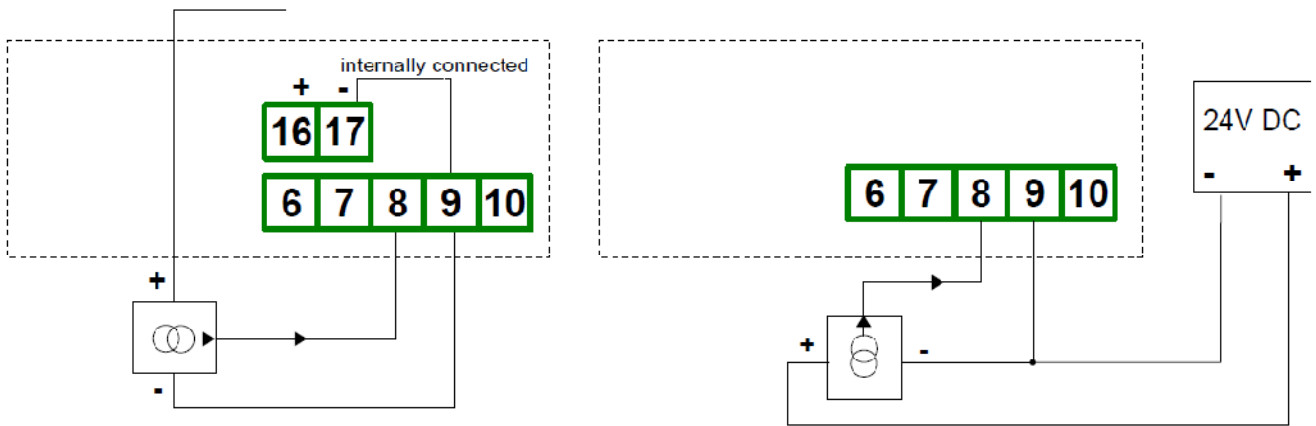 internally connected
+ -
16 17
6 7 8 9 10
+
-
24V DC
- +
6 7 8 9 10
+ -